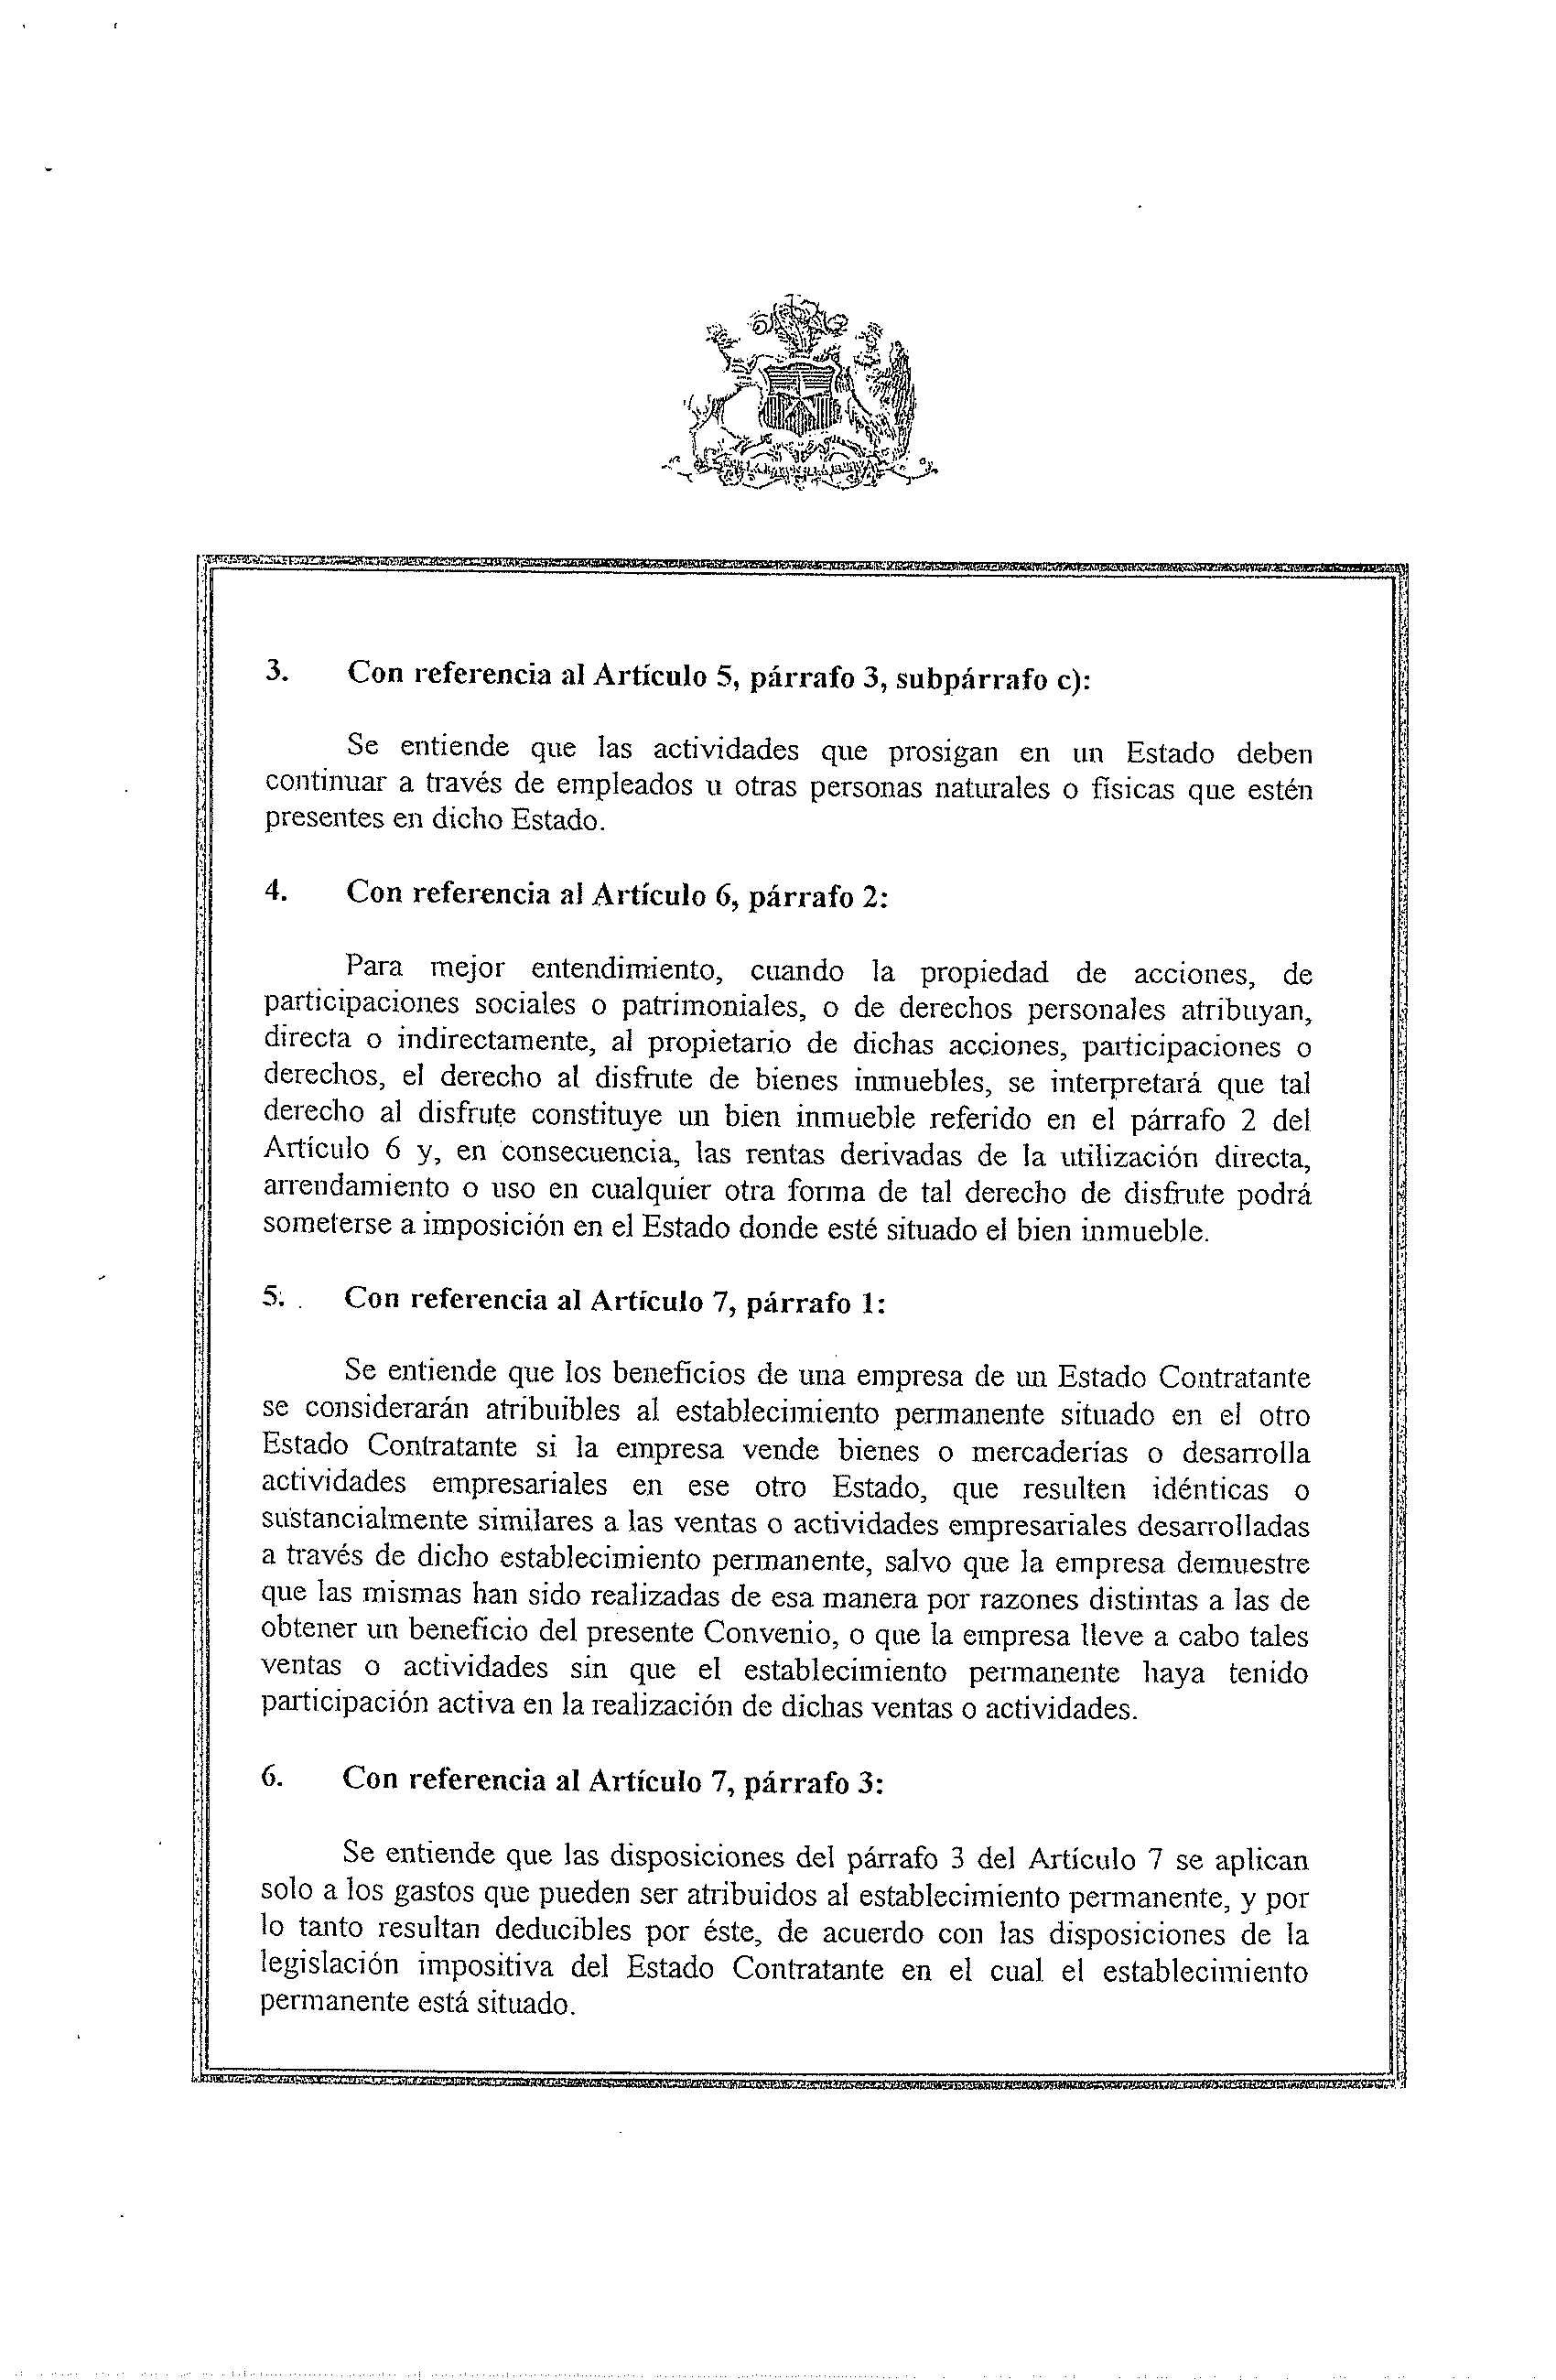 3. Con referencia al Artículo 5, párrafo 3, subpárrafo c):
Se entiende que las actividades que prosigan en un Estado deben
continuar a través de empleados u otras personas naturales o físicas que estén
presentes en dicho Estado.
4. Con referencia al Artículo 6, párrafo 2:
Para mejor entendimiento, cuando la propiedad de acciones, de
participaciones sociales o patrimoniales, o de derechos personales atribuyan,
directa o indirectamente, al propietario de dichas acciones, participaciones o
derechos, el derecho al disfrute de bienes inmuebles, se interpretará que tal
derecho al disfrute constituye un bien inmueble referido en el párrafo 2 del
Artículo 6 y, en consecuencia, las rentas derivadas de la utilización directa,
arrendamiento o uso en cualquier otra forma de tal derecho de disfrute podrá
someterse a imposición en el Estado donde esté situado el bien inmueble.
5. Con referencia al Artículo 7, párrafo 1:
Se entiende que los beneficios de una empresa de un Estado Contratante
se considerarán atribuibles al establecimiento permanente situado en el otro
Estado Contratante si la empresa vende bienes o mercaderías o desarrolla
actividades empresariales en ese otro Estado, que resulten idénticas o
sustancialmente similares a las ventas o actividades empresariales desarrolladas
a través de dicho establecimiento permanente, salvo que la empresa demuestre
que las mismas han sido realizadas de esa manera por razones distintas a las de
obtener un beneficio del presente Convenio, o que la empresa lleve a cabo tales
ventas o actividades sin que el establecimiento permanente haya tenido
participación activa en la realización de dichas ventas o actividades.
6. Con referencia al Artículo 7, párrafo 3:
Se entiende que las disposiciones del párrafo 3 del Artículo 7 se aplican
solo a los gastos que pueden ser atribuidos al establecimiento permanente, y por
lo tanto resultan deducibles por éste, de acuerdo con las disposiciones de la
legislación impositiva del Estado Contratante en el cual el establecimiento
permanente está situado.